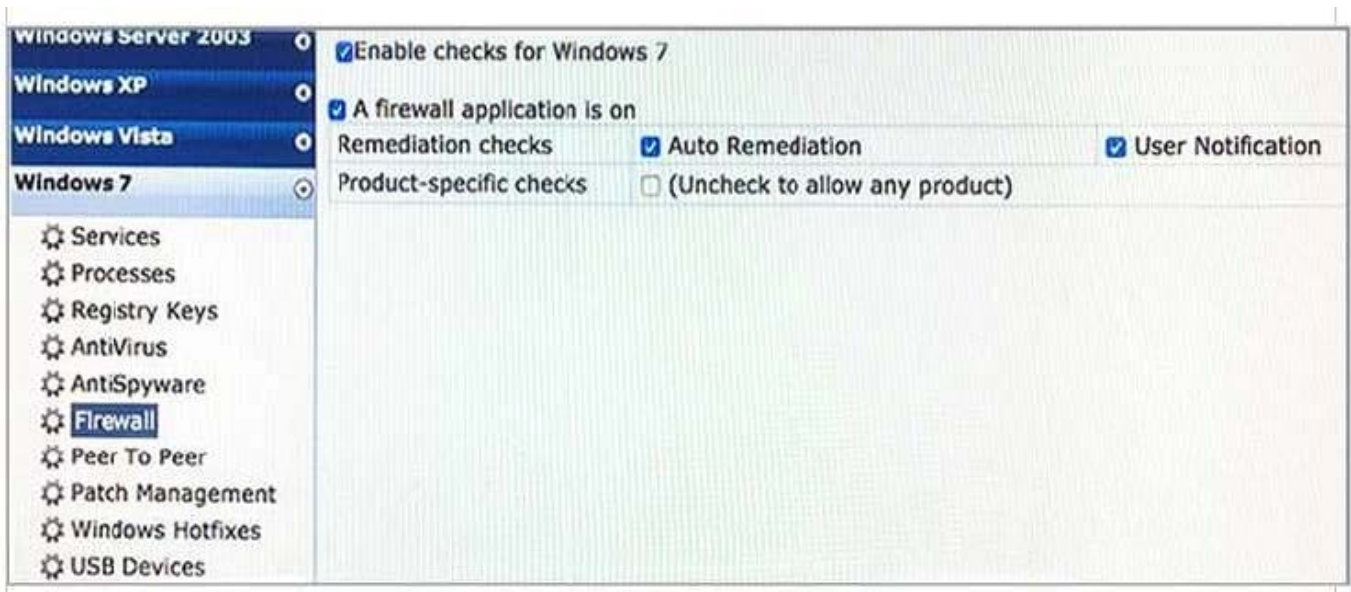 Windows Server 2003
Windows XP
Windows Vista
Windows 7
Services
Processes
Registry Keys
AntiVirus
AntiSpyware
Firewall
Peer To Peer
Patch Management
Windows Hotfixes
USB Devices
Enable checks for Windows 7
A firewall application is on
Remediation checks Auto Remediation User Notification
Product-specific checks (Uncheck to allow any product)